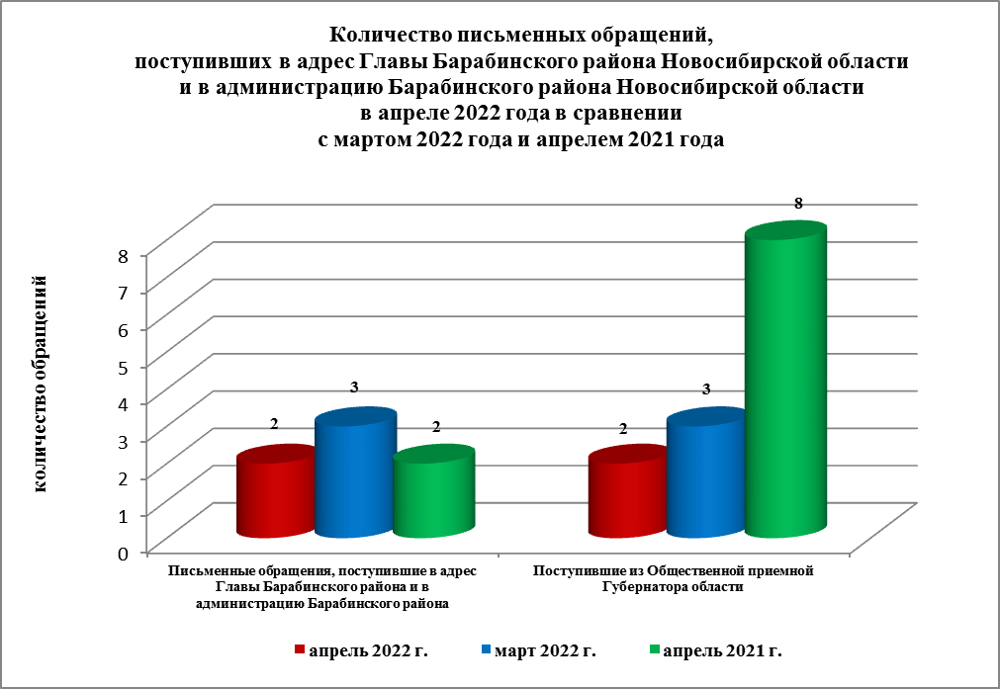 Количество письменных обращений,
поступивших в адрес Главы Барабинского района Новосибирской области
и в администрацию Барабинского района Новосибирской области
в апреле 2022 года в сравнении
с мартом 2022 года и апрелем 2021 года
количество обращений
8
7
6
5
4
3
2
1
0
2
3
2
2
3
8
Письменные обращения, поступившие в адрес
Главы Барабинского района и в
администрацию Барабинского района
Поступившие из Общественной приемной
Губернатора области
апрель 2022 г.
март 2022 г.
апрель 2021 г.